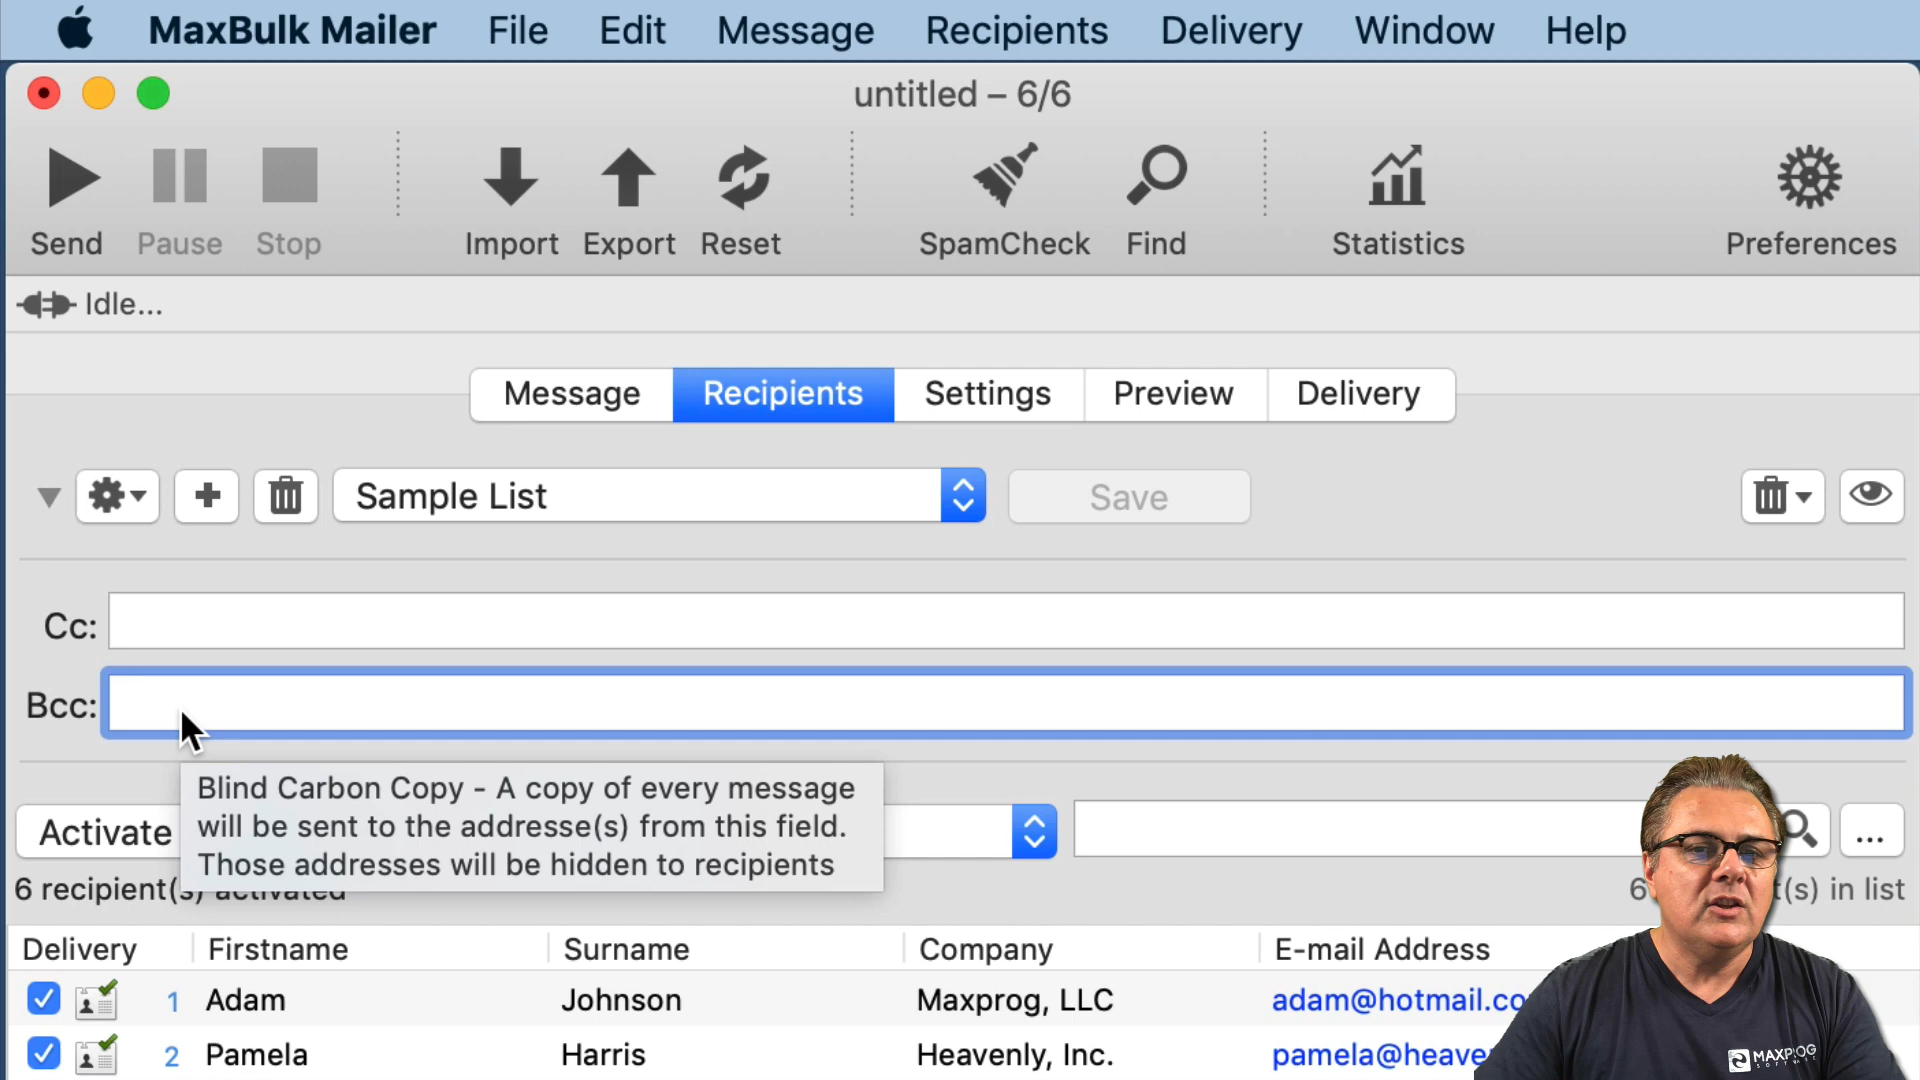 MaxBulk Mailer File Edit Message Recipients Delivery Window Help
untitled – 6/6
Send Pause Stop Import Export Reset SpamCheck Find Statistics Preferences
Idle...
Message Recipients Settings Preview Delivery
Sample List Save
Cc:
Bcc:
Blind Carbon Copy - A copy of every message
will be sent to the addresse(s) from this field.
Those addresses will be hidden to recipients
Activate ...
6 recipient(s) activated 6 t(s) in list
Delivery Firstname Surname Company E-mail Address
1 Adam Johnson Maxprog, LLC adam@hotmail.co
2 Pamela Harris Heavenly, Inc. pamela@heave
MAXPROG
SOFTWARE